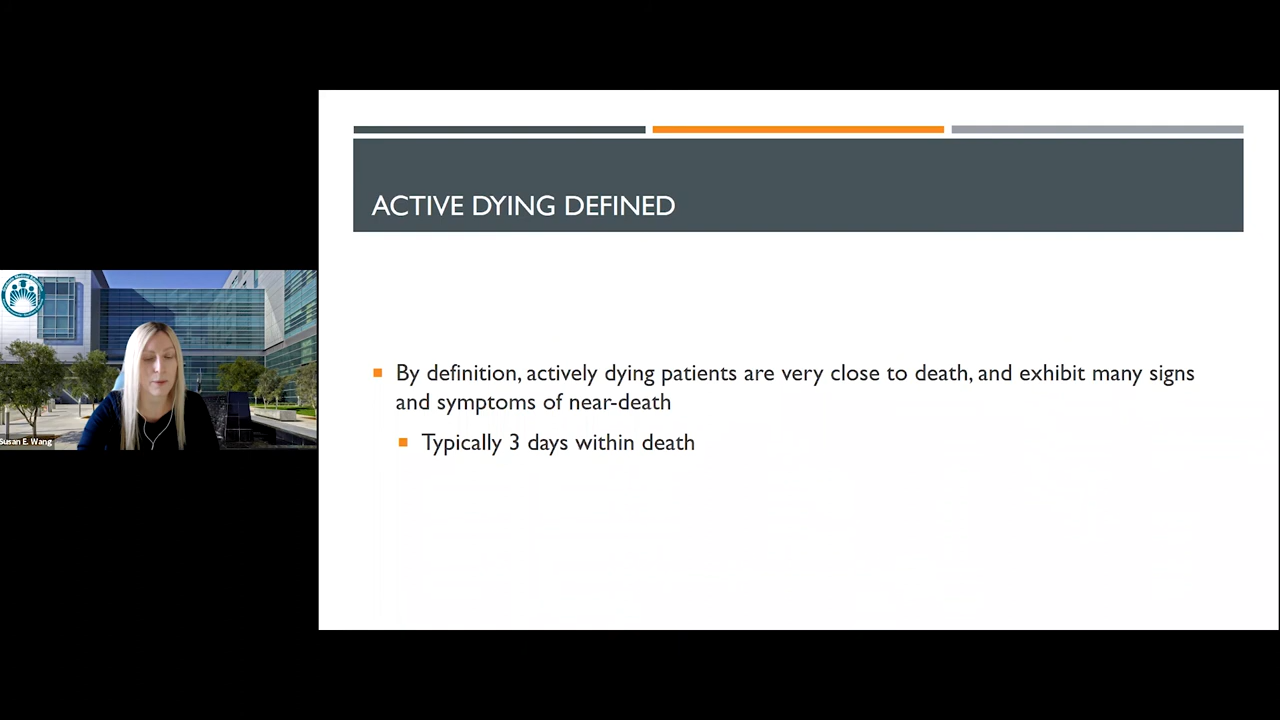 ACTIVE DYING DEFINED
By definition, actively dying patients are very close to death, and exhibit many signs
and symptoms of near-death
Typically 3 days within death
Susan E. Wang